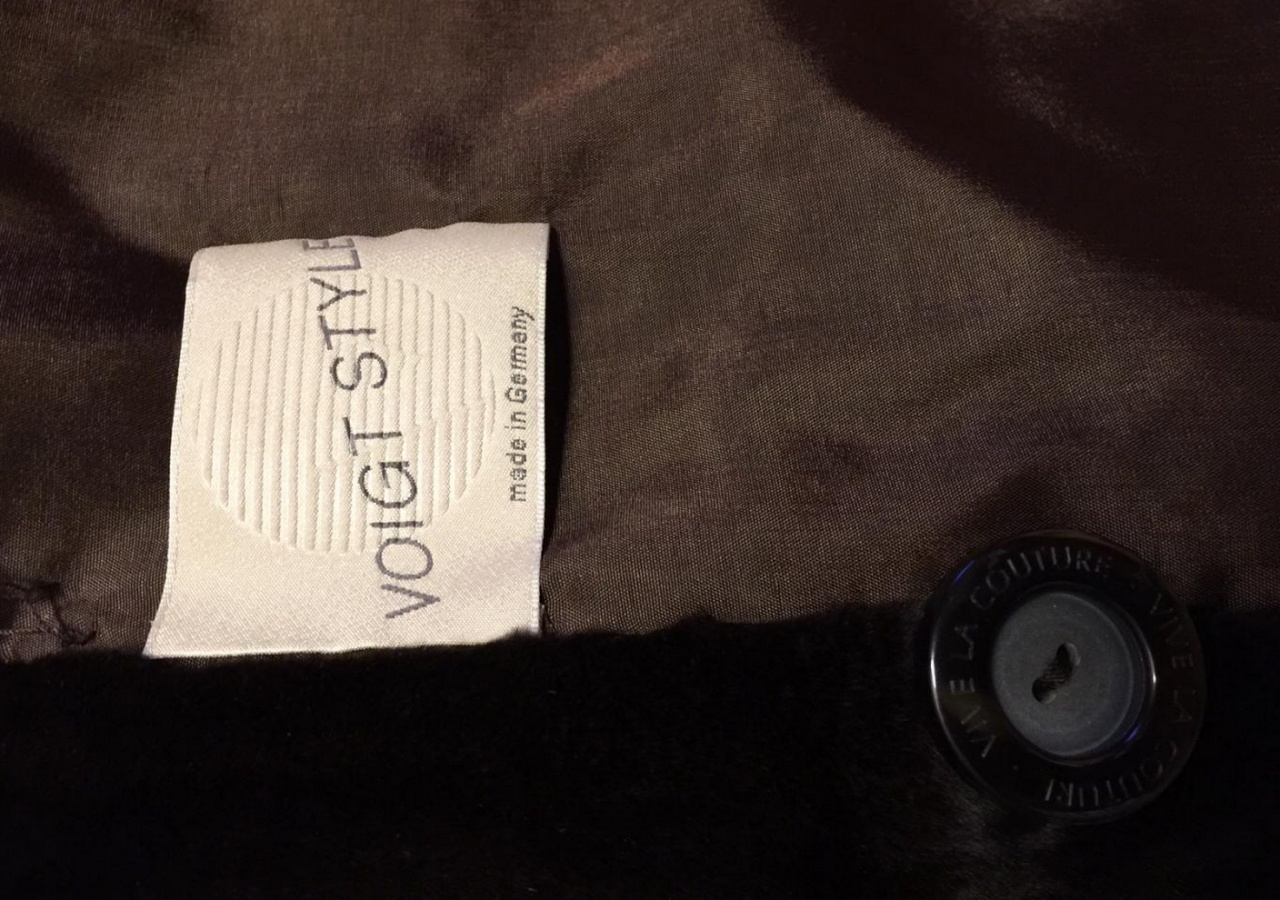 VOIGT STYLE
made in Germany
VIVE LA COUTURE · VIVE LA COUTURE ·